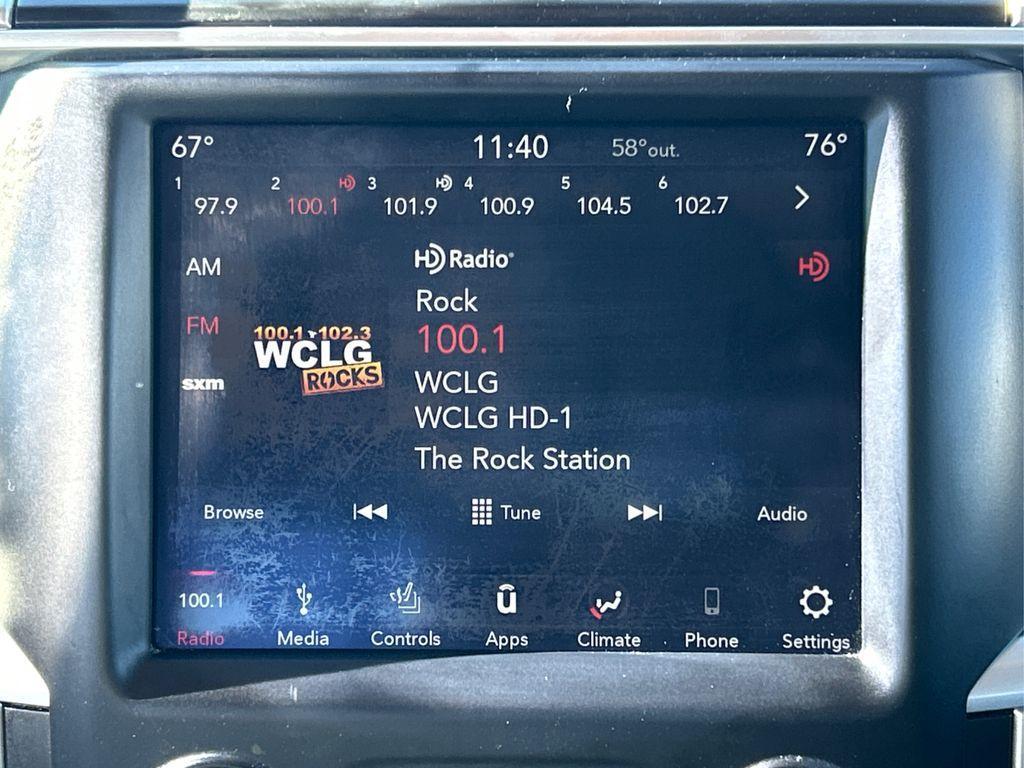 67° 11:40 58°out. 76°
1 2 HD 3 HD 4 5 6
97.9 100.1 101.9 100.9 104.5 102.7
HD Radio®
AM
HD
Rock
FM
100.1
100.1 102.3
WCLG
ROCKS
sxm
WCLG
WCLG HD-1
The Rock Station
Browse Tune Audio
100.1 u
Radio Media Controls Apps Climate Phone Settings